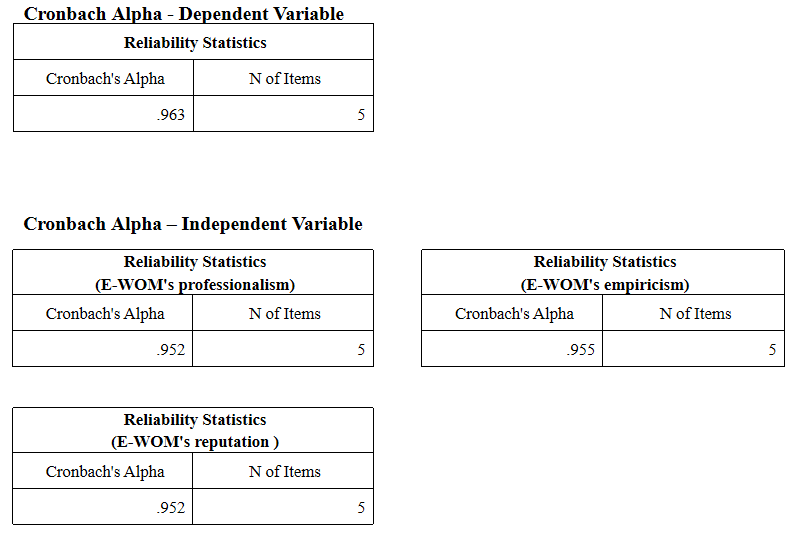 Cronbach Alpha - Dependent Variable
Reliability Statistics
Cronbach's Alpha N of Items
.963 5
Cronbach Alpha – Independent Variable
Reliability Statistics
(E-WOM's professionalism)
Cronbach's Alpha N of Items
.952 5
Reliability Statistics
(E-WOM's empiricism)
Cronbach's Alpha N of Items
.955 5
Reliability Statistics
(E-WOM's reputation )
Cronbach's Alpha N of Items
.952 5